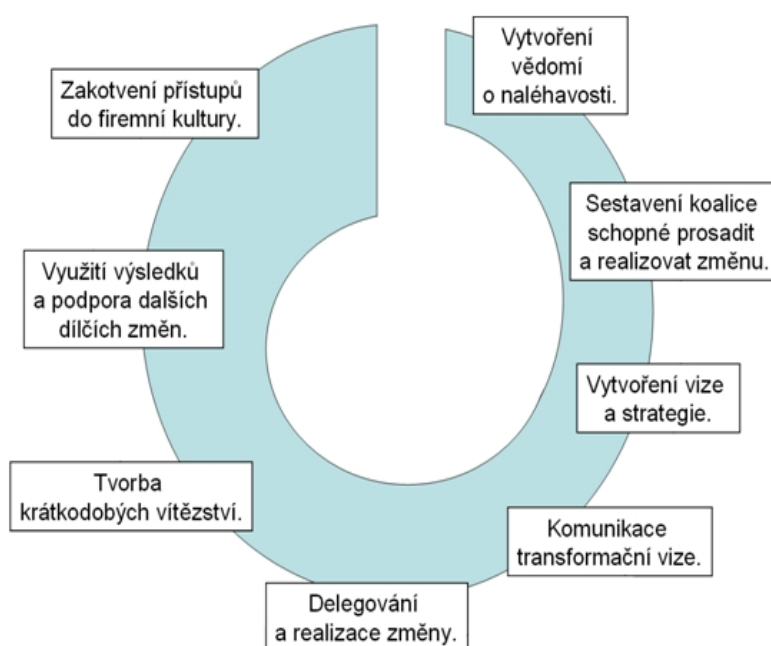 Vytvoření
vědomí
o naléhavosti.
Sestavení koalice
schopné prosadit
a realizovat změnu.
Vytvoření vize
a strategie.
Komunikace
transformační vize.
Delegování
a realizace změny.
Tvorba
krátkodobých vítězství.
Využití výsledků
a podpora dalších
dílčích změn.
Zakotvení přístupů
do firemní kultury.